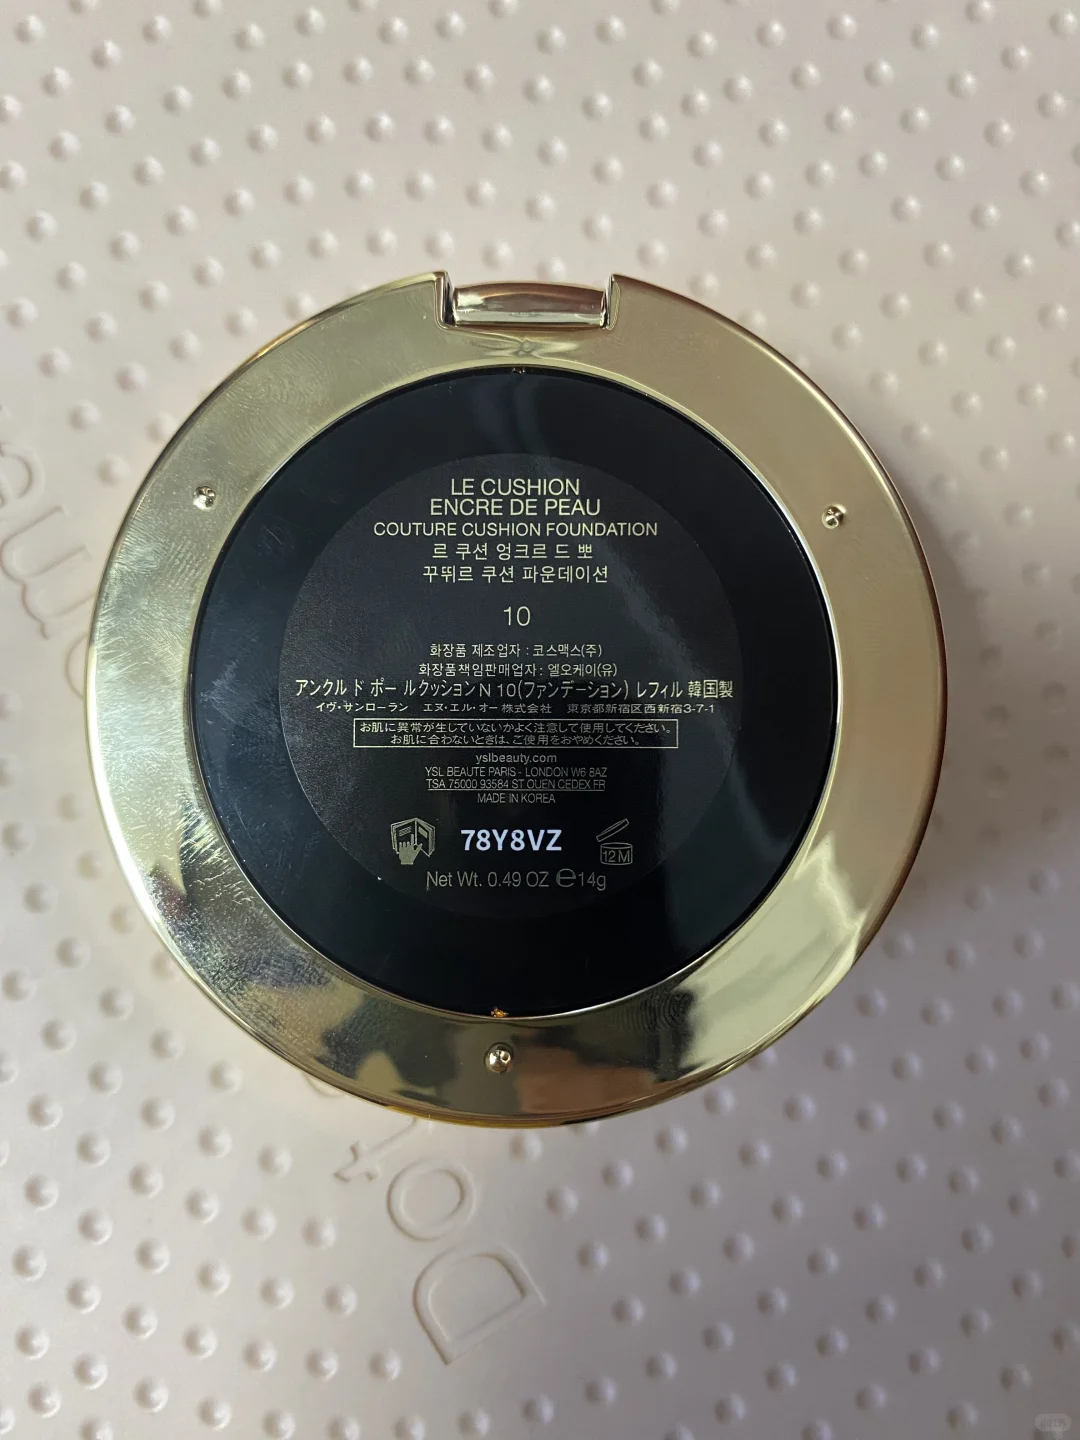 LE CUSHION
ENCRE DE PEAU
COUTURE CUSHION FOUNDATION
르 쿠션 엉크르 드 뽀
꾸뛰르 쿠션 파운데이션
10
화장품 제조업자 : 코스맥스(주)
화장품책임판매업자 : 엘오케이(유)
アンクル ド ポー ルクッションN 10(ファンデーション) レフィル 韓国製
イヴ・サンローラン エヌ・エル・オー 株式会社 東京都新宿区西新宿3-7-1
お肌に異常が生じていないかよく注意して使用してください。
お肌に合わないときは、ご使用をおやめください。
yslbeauty.com
YSL BEAUTE PARIS - LONDON W6 8AZ
TSA 75000 93584 ST OUEN CEDEX FR
MADE IN KOREA
78Y8VZ
12 M
Net Wt. 0.49 OZ ℮14g